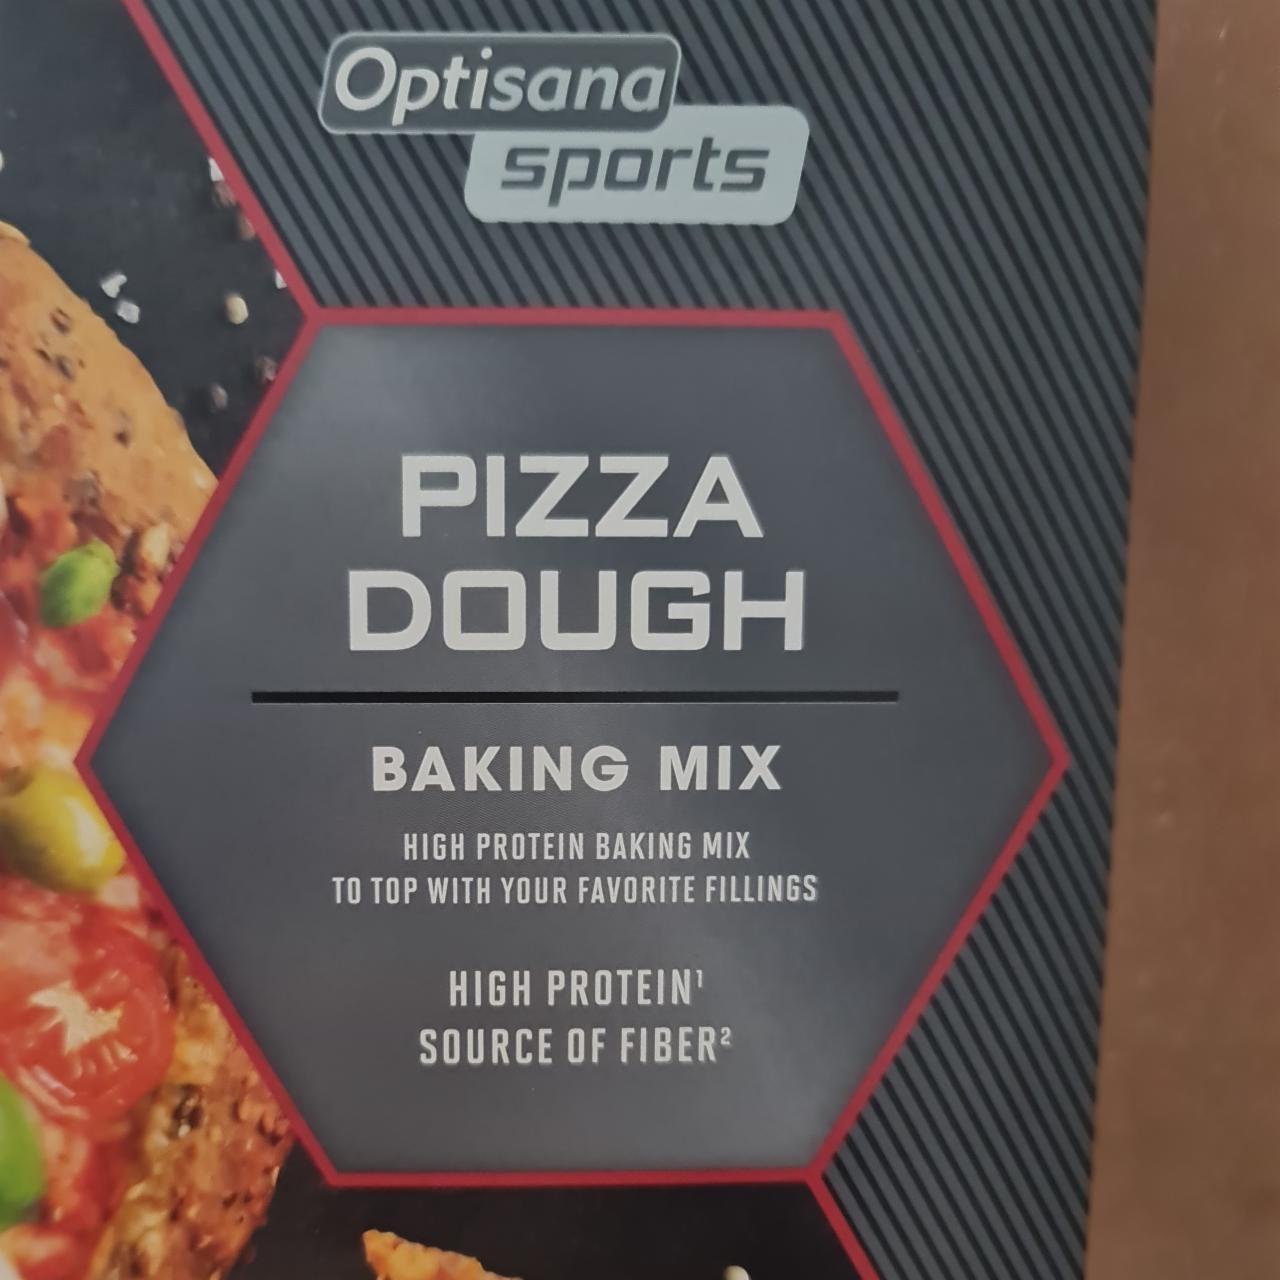 Optisana
sports
PIZZA
DOUGH
BAKING MIX
HIGH PROTEIN BAKING MIX
TO TOP WITH YOUR FAVORITE FILLINGS
HIGH PROTEIN¹
SOURCE OF FIBER²